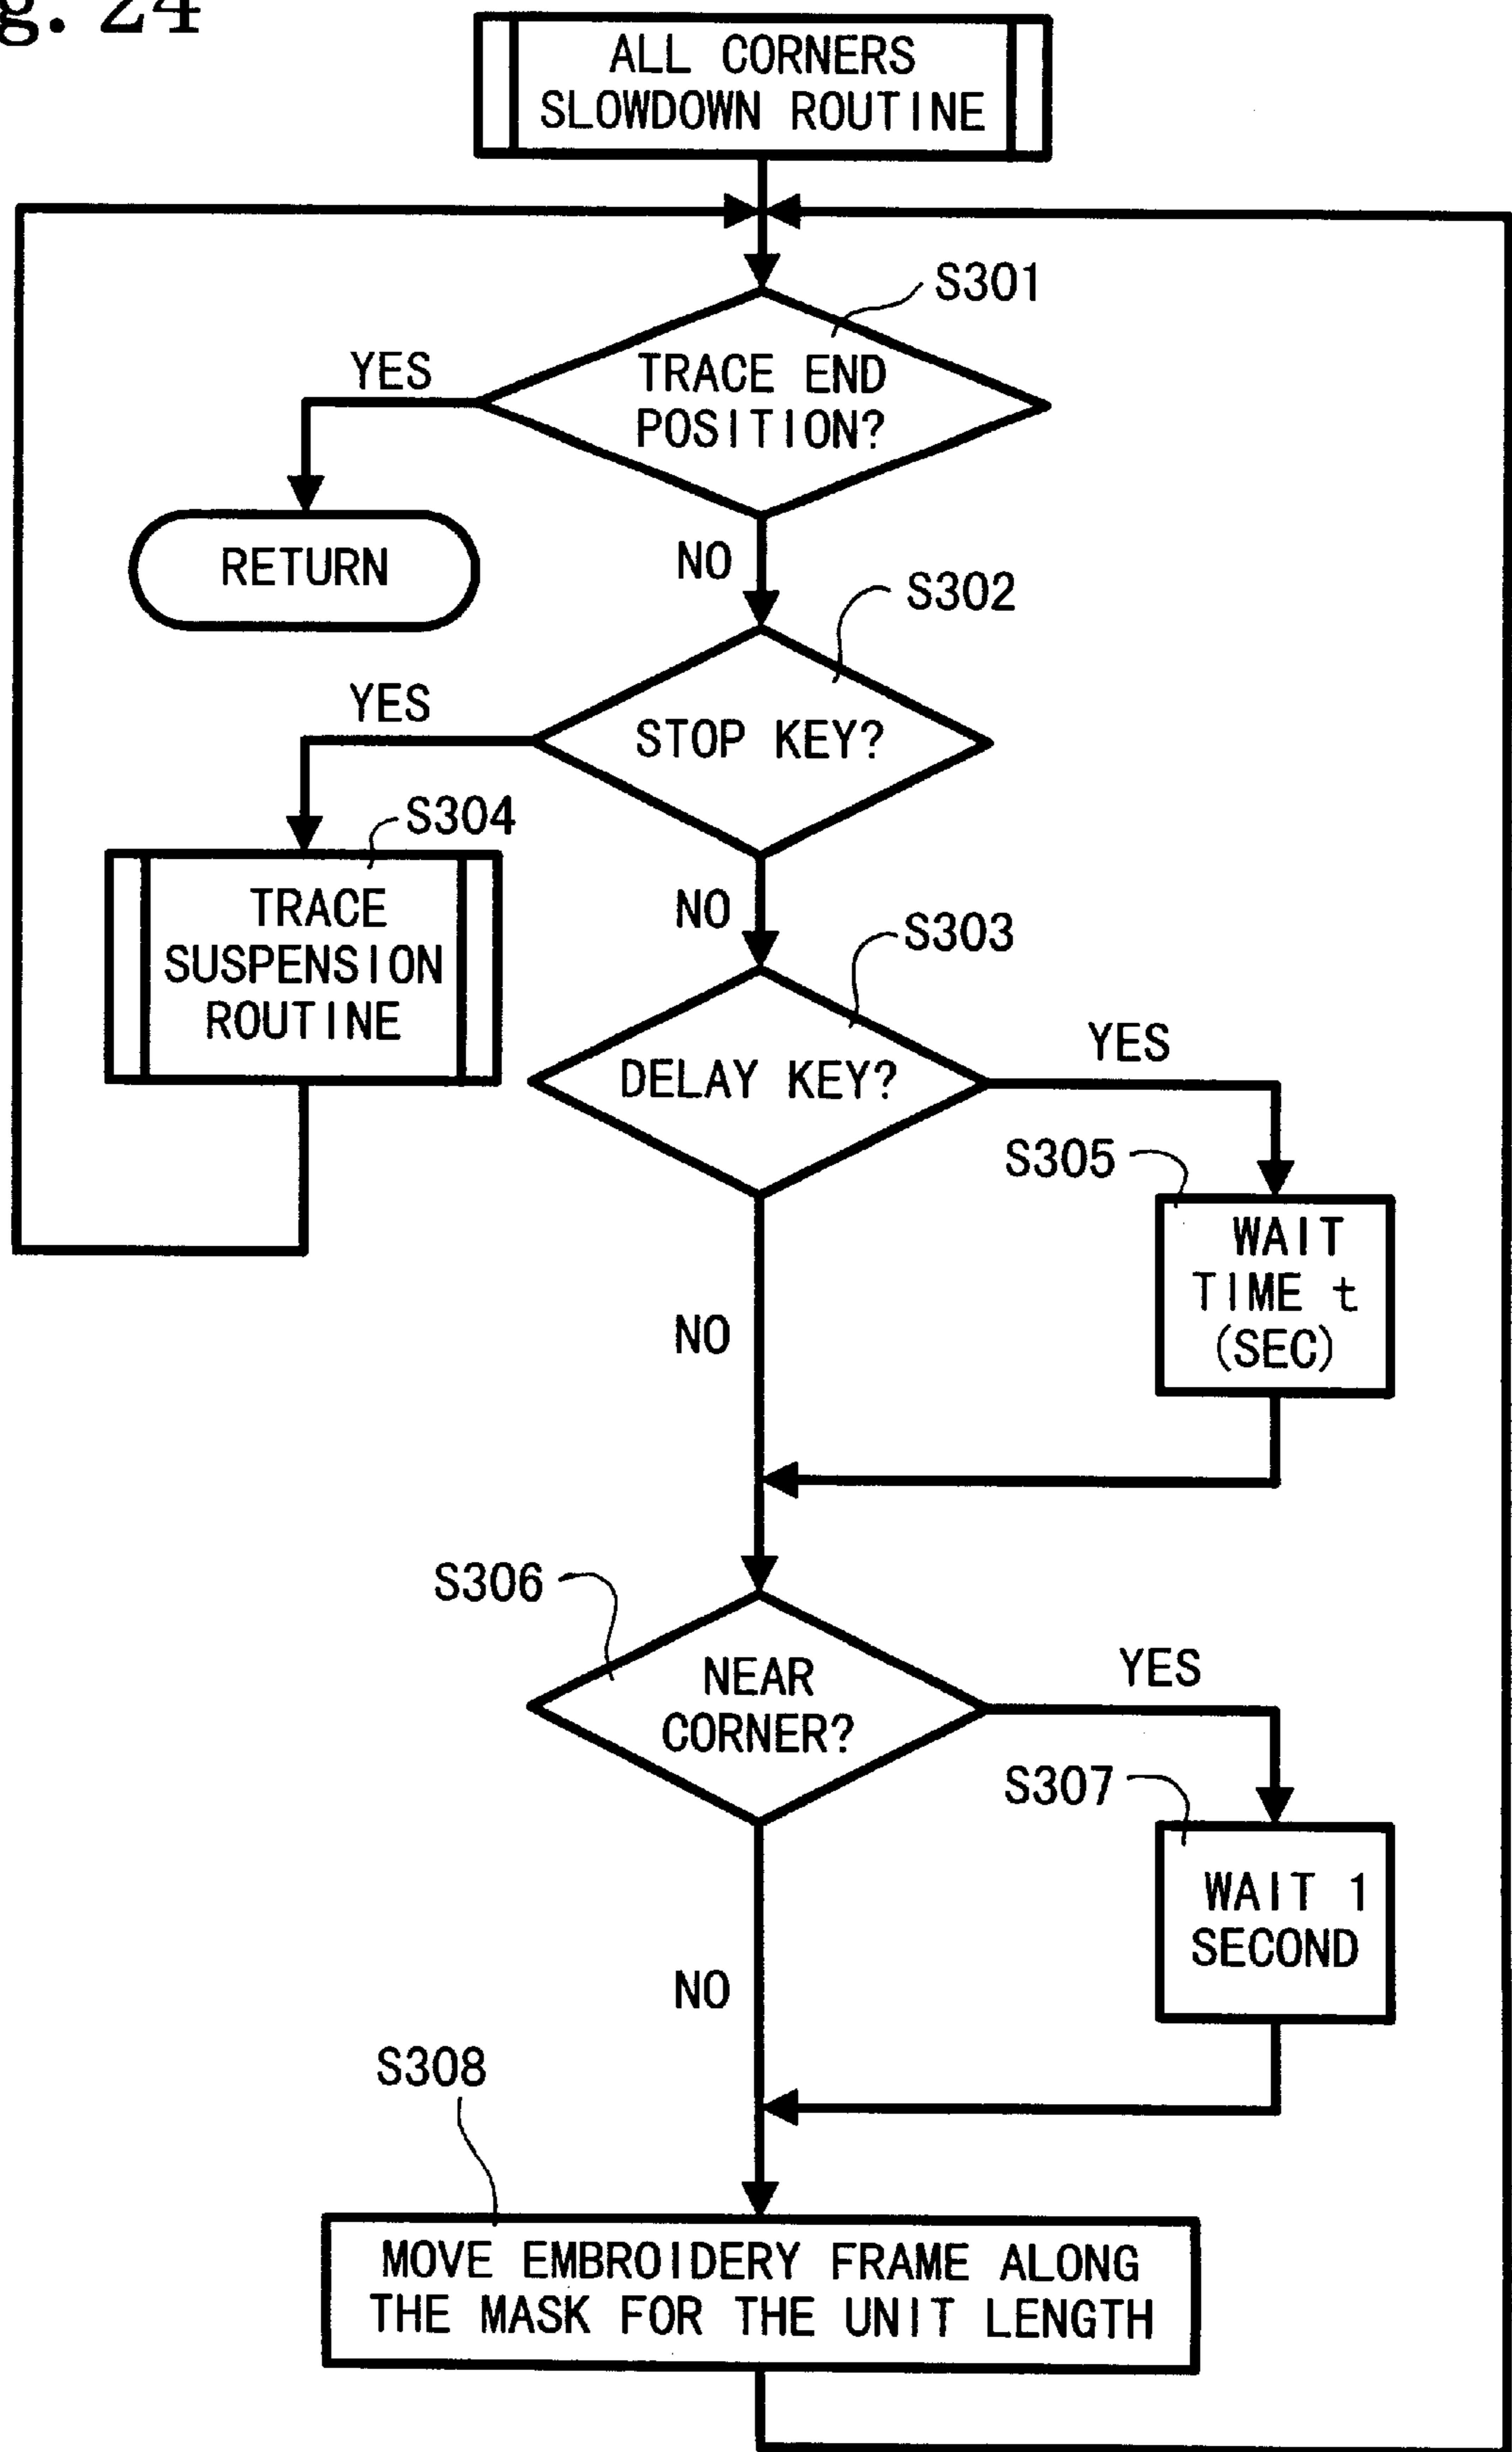 g. 24
ALL CORNERS
SLOWDOWN ROUTINE
S301
TRACE END
POSITION?
YES
RETURN
NO
S302
STOP KEY?
YES
S304
TRACE
SUSPENSION
ROUTINE
NO
S303
DELAY KEY?
YES
S305
WAIT
TIME t
(SEC)
NO
S306
NEAR
CORNER?
YES
S307
WAIT 1
SECOND
NO
S308
MOVE EMBROIDERY FRAME ALONG
THE MASK FOR THE UNIT LENGTH